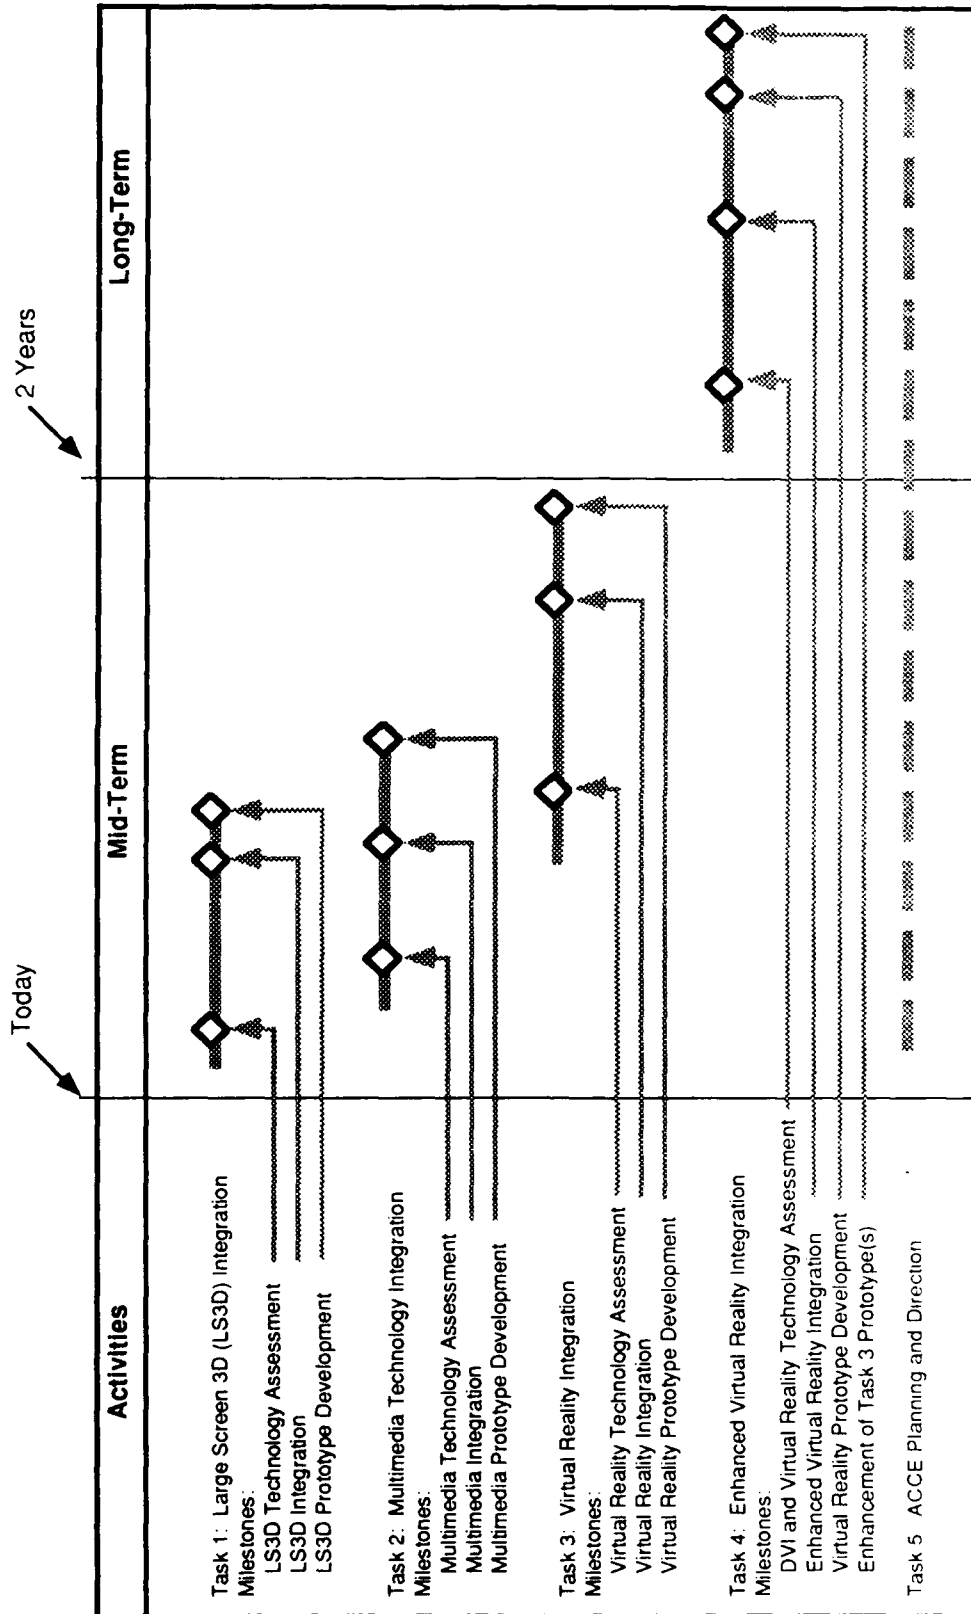 Today
2 Years
Activities
Mid-Term
Long-Term
Task 1: Large Screen 3D (LS3D) Integration
Milestones:
LS3D Technology Assessment
LS3D Integration
LS3D Prototype Development
Task 2: Multimedia Technology Integration
Milestones:
Multimedia Technology Assessment
Multimedia Integration
Multimedia Prototype Development
Task 3: Virtual Reality Integration
Milestones:
Virtual Reality Technology Assessment
Virtual Reality Integration
Virtual Reality Prototype Development
Task 4: Enhanced Virtual Reality Integration
Milestones:
DVI and Virtual Reality Technology Assessment
Enhanced Virtual Reality Integration
Virtual Reality Prototype Development
Enhancement of Task 3 Prototype(s)
Task 5 ACCE Planning and Direction